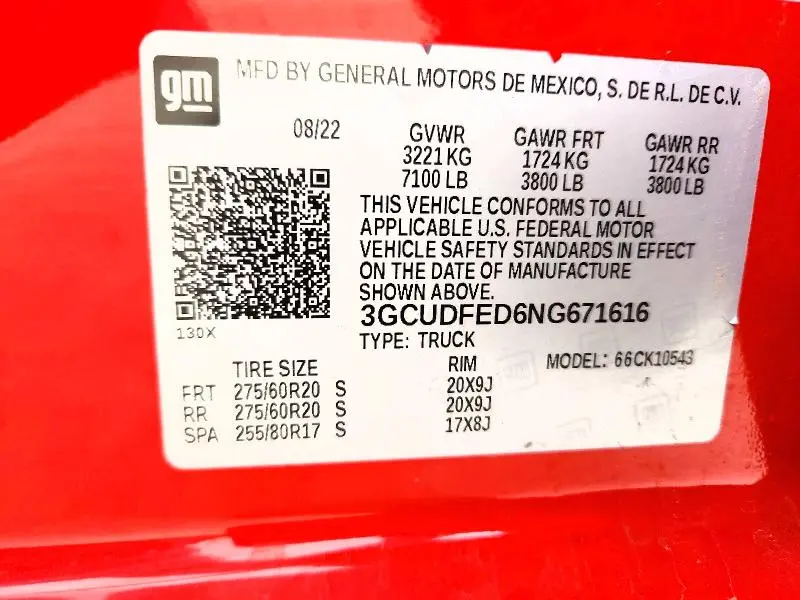 gm
MFD BY GENERAL MOTORS DE MEXICO, S. DE R.L. DE C.V.
08/22 GVWR GAWR FRT GAWR RR
3221 KG 1724 KG 1724 KG
7100 LB 3800 LB 3800 LB
THIS VEHICLE CONFORMS TO ALL
APPLICABLE U.S. FEDERAL MOTOR
VEHICLE SAFETY STANDARDS IN EFFECT
ON THE DATE OF MANUFACTURE
SHOWN ABOVE.
3GCUDFED6NG671616
130X
TYPE: TRUCK
TIRE SIZE RIM MODEL: 66CK10543
FRT 275/60R20 S 20X9J
RR 275/60R20 S 20X9J
SPA 255/80R17 S 17X8J